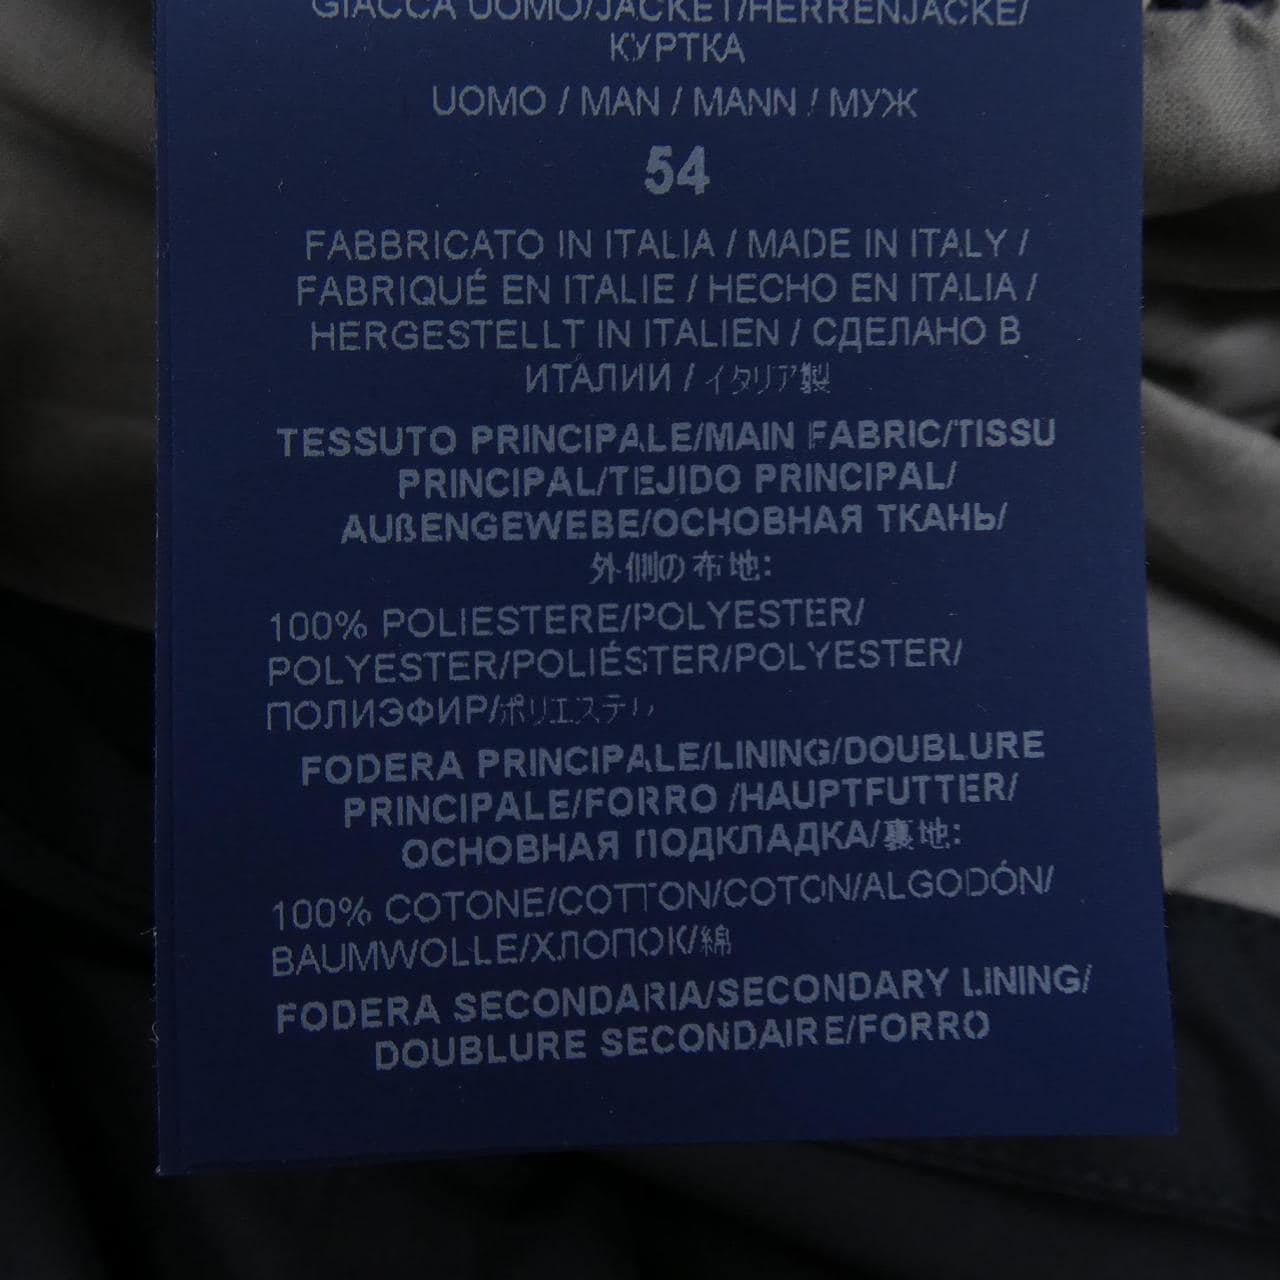 GIACCA UOMO/JACKET/HERRENJACKE/
КУРТКА
UOMO / MAN / MANN / МУЖ
54
FABBRICATO IN ITALIA / MADE IN ITALY /
FABRIQUÉ EN ITALIE / HECHO EN ITALIA /
HERGESTELLT IN ITALIEN / СДЕЛАНО В
ИТАЛИИ / イタリア製
TESSUTO PRINCIPALE/MAIN FABRIC/TISSU
PRINCIPAL/TEJIDO PRINCIPAL/
AUßENGEWEBE/ОСНОВНАЯ ТКАНЬ/
外側の布地:
100% POLIESTERE/POLYESTER/
POLYESTER/POLIÉSTER/POLYESTER/
ПОЛИЭФИР/ポリエステル
FODERA PRINCIPALE/LINING/DOUBLURE
PRINCIPALE/FORRO /HAUPTFUTTER/
ОСНОВНАЯ ПОДКЛАДКА/裏地:
100% COTONE/COTTON/COTON/ALGODÓN/
BAUMWOLLE/ХЛОПОК/綿
FODERA SECONDARIA/SECONDARY LINING/
DOUBLURE SECONDAIRE/FORRO